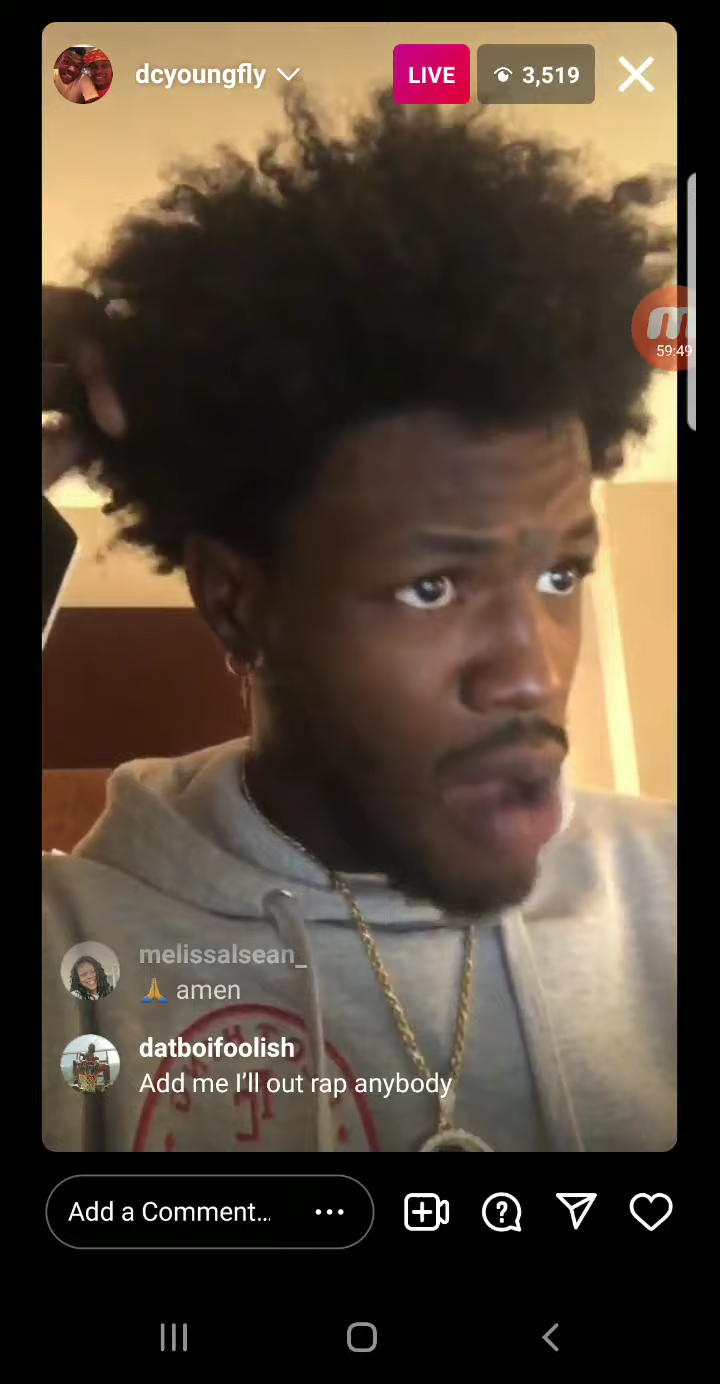 dcyoungfly
LIVE
3,519
59:49
melissalsean_
🙏 amen
datboifoolish
Add me I'll out rap anybody
Add a Comment...